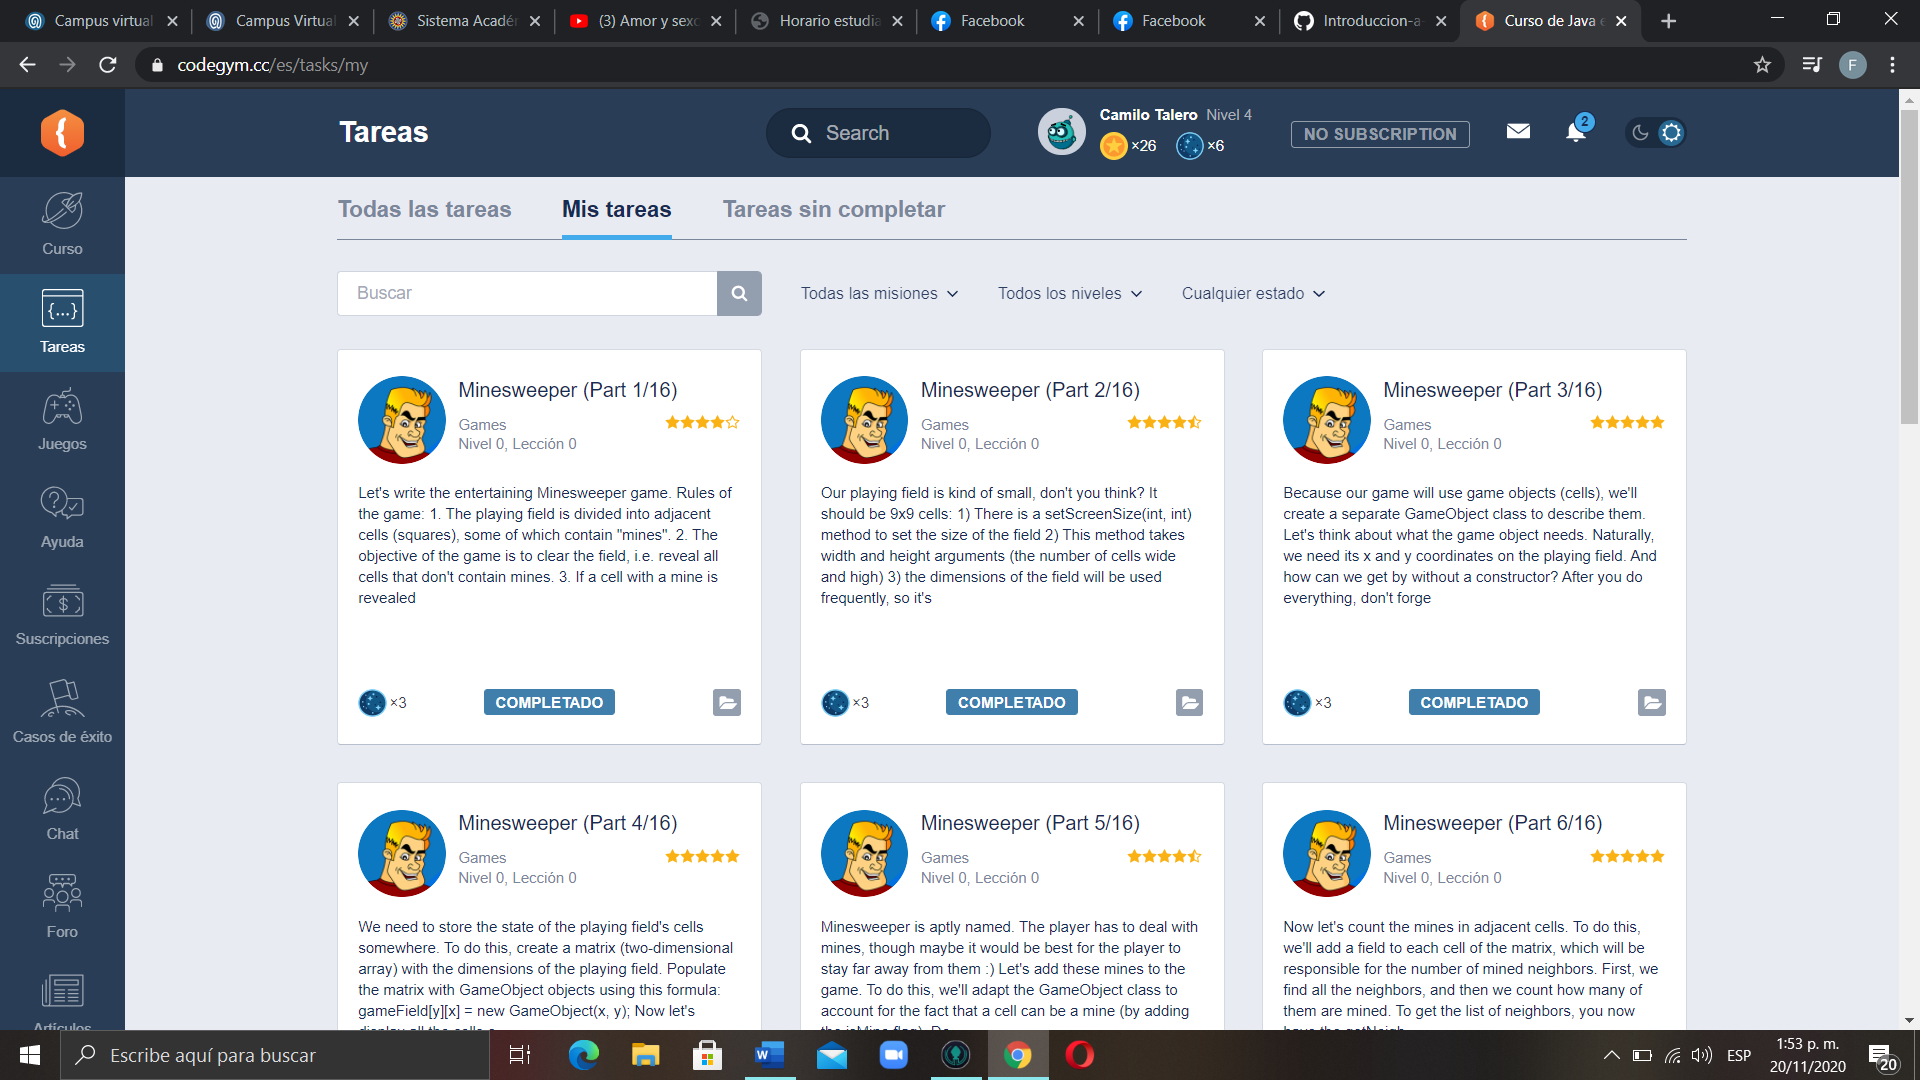 Campus virtual
Campus Virtual
Sistema Académ
(3) Amor y sexo
Horario estudia
Facebook
Facebook
Introduccion-a-
Curso de Java e
codegym.cc/es/tasks/my
F
Tareas
Search
Camilo Talero Nivel 4
×26
×6
NO SUBSCRIPTION
2
Curso
Tareas
Juegos
Ayuda
Suscripciones
Casos de éxito
Chat
Foro
Artículos
Todas las tareas
Mis tareas
Tareas sin completar
Buscar
Todas las misiones
Todos los niveles
Cualquier estado
Minesweeper (Part 1/16)
Games
Nivel 0, Lección 0
Let's write the entertaining Minesweeper game. Rules of
the game: 1. The playing field is divided into adjacent
cells (squares), some of which contain "mines". 2. The
objective of the game is to clear the field, i.e. reveal all
cells that don't contain mines. 3. If a cell with a mine is
revealed
×3
COMPLETADO
Minesweeper (Part 2/16)
Games
Nivel 0, Lección 0
Our playing field is kind of small, don't you think? It
should be 9x9 cells: 1) There is a setScreenSize(int, int)
method to set the size of the field 2) This method takes
width and height arguments (the number of cells wide
and high) 3) the dimensions of the field will be used
frequently, so it's
×3
COMPLETADO
Minesweeper (Part 3/16)
Games
Nivel 0, Lección 0
Because our game will use game objects (cells), we'll
create a separate GameObject class to describe them.
Let's think about what the game object needs. Naturally,
we need its x and y coordinates on the playing field. And
how can we get by without a constructor? After you do
everything, don't forge
×3
COMPLETADO
Minesweeper (Part 4/16)
Games
Nivel 0, Lección 0
We need to store the state of the playing field's cells
somewhere. To do this, create a matrix (two-dimensional
array) with the dimensions of the playing field. Populate
the matrix with GameObject objects using this formula:
gameField[y][x] = new GameObject(x, y); Now let's
display all the cells o
Minesweeper (Part 5/16)
Games
Nivel 0, Lección 0
Minesweeper is aptly named. The player has to deal with
mines, though maybe it would be best for the player to
stay far away from them :) Let's add these mines to the
game. To do this, we'll adapt the GameObject class to
account for the fact that a cell can be a mine (by adding
the isMine flag). Do
Minesweeper (Part 6/16)
Games
Nivel 0, Lección 0
Now let's count the mines in adjacent cells. To do this,
we'll add a field to each cell of the matrix, which will be
responsible for the number of mined neighbors. First, we
find all the neighbors, and then we count how many of
them are mined. To get the list of neighbors, you now
have the getNeigh
Escribe aquí para buscar
ESP
1:53 p. m.
20/11/2020
20